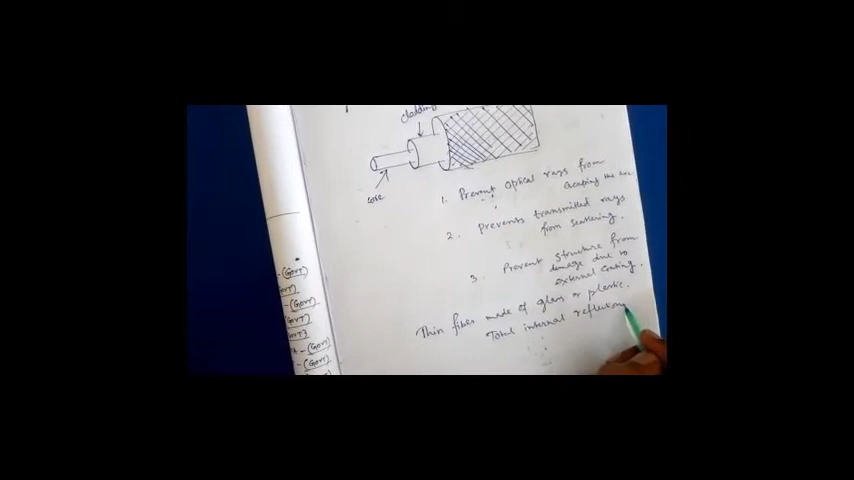 cladding
core
1. Prevent optical rays from
escaping the
2. Prevents transmitted rays
from scattering.
3. Prevent structure from
damage due to
external coating.
Thin fibes made of glass or plastic.
Total internal reflection
-(Govt)
(Govt)
-(Govt)
(Govt)
- (Govt)
-(Govt)